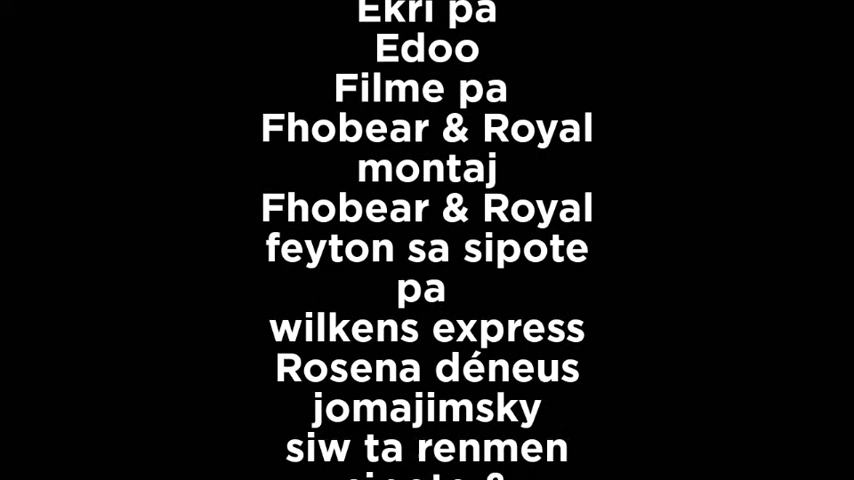 Ekri pa
Edoo
Filme pa
Fhobear & Royal
montaj
Fhobear & Royal
feyton sa sipote
pa
wilkens express
Rosena déneus
jomajimsky
siw ta renmen
sipote &